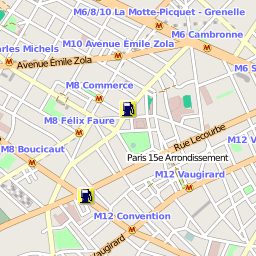 M6/8/10 La Motte-Picquet - Grenelle
M6 Cambronne
M10 Avenue Émile Zola
arles Michels
Avenue Émile Zola
M6 S
M8 Commerce
M8 Félix Faure
Rue Lecourbe
M12 V
M8 Boucicaut
Paris 15e Arrondissement
M12 Vaugirard
M12 Convention
Vaugirard